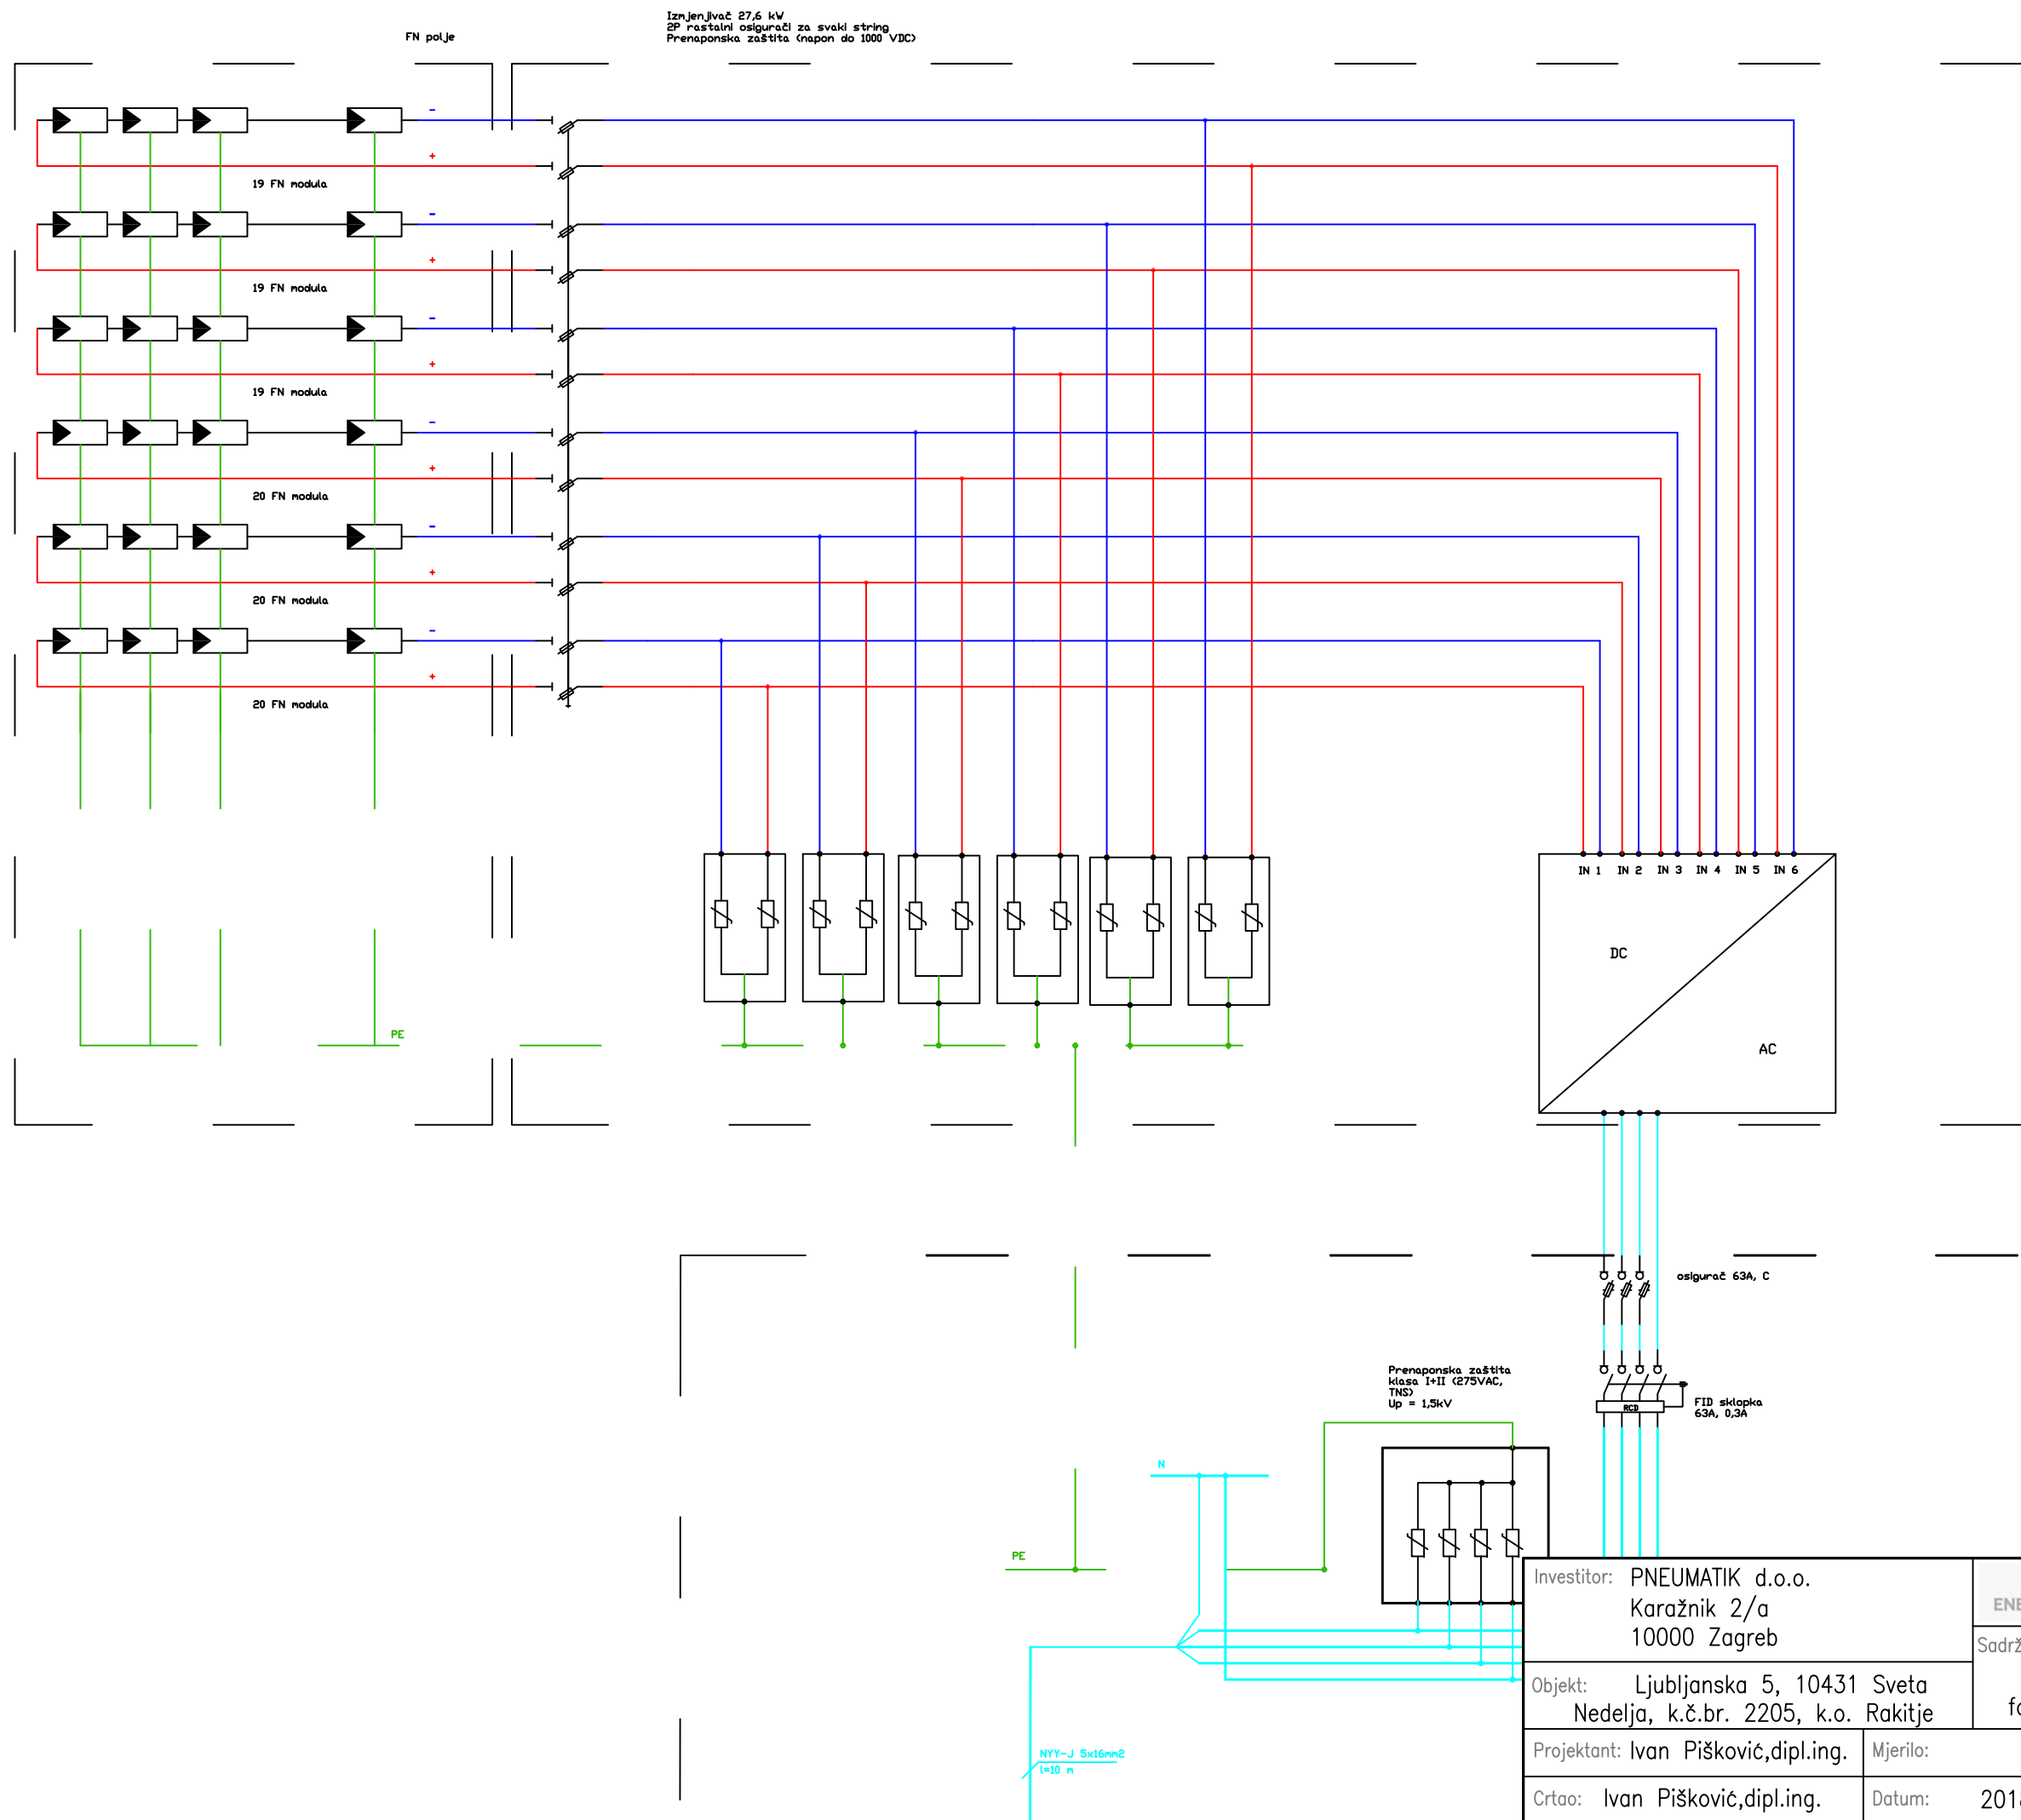 Izmjenjivač 27,6 kW
2P rastalni osigurači za svaki string
Prenaponska zaštita (napon do 1000 VDC)
FN polje
-
+
19 FN modula
-
+
19 FN modula
-
+
19 FN modula
-
+
20 FN modula
-
+
20 FN modula
-
+
20 FN modula
IN 1 IN 2 IN 3 IN 4 IN 5 IN 6
DC
AC
PE
osigurač 63A, C
Prenaponska zaštita
klasa I+II (275VAC,
TNS)
Up = 1,5kV
FID sklopka
63A, 0,3A
RCD
N
PE
NYY-J 5x16mm2
l=10 m
Investitor: PNEUMATIK d.o.o.
Karažnik 2/a
10000 Zagreb
Objekt: Ljubljanska 5, 10431 Sveta
Nedelja, k.č.br. 2205, k.o. Rakitje
Projektant: Ivan Pišković,dipl.ing.
Mjerilo:
Crtao: Ivan Pišković,dipl.ing.
Datum: